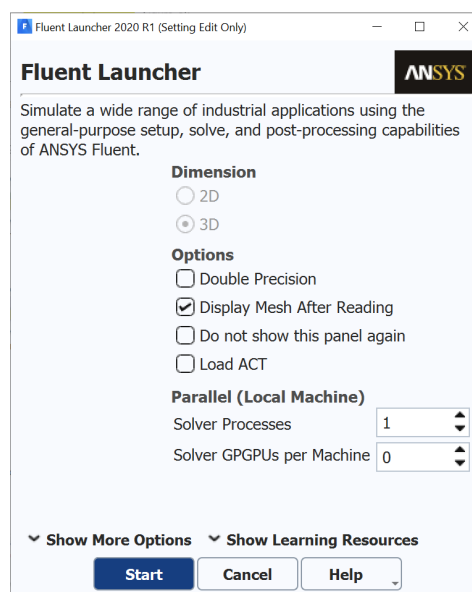 Fluent Launcher 2020 R1 (Setting Edit Only)
Fluent Launcher
ANSYS
Simulate a wide range of industrial applications using the
general-purpose setup, solve, and post-processing capabilities
of ANSYS Fluent.
Dimension
2D
3D
Options
Double Precision
Display Mesh After Reading
Do not show this panel again
Load ACT
Parallel (Local Machine)
Solver Processes 1
Solver GPGPUs per Machine 0
Show More Options Show Learning Resources
Start Cancel Help